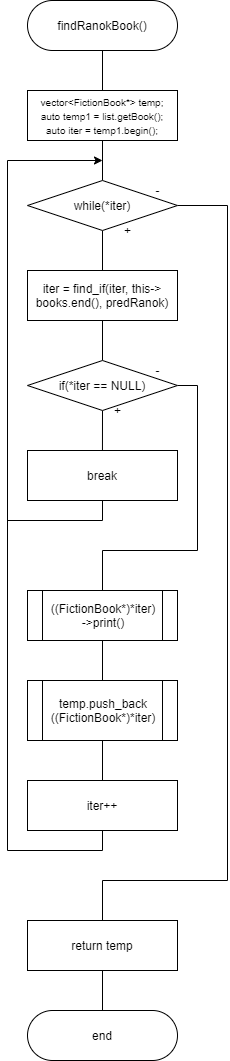 findRanokBook()
vector<FictionBook*> temp;
auto temp1 = list.getBook();
auto iter = temp1.begin();
-
while(*iter)
+
iter = find_if(iter, this->
books.end(), predRanok)
-
if(*iter == NULL)
+
break
((FictionBook*)*iter)
->print()
temp.push_back
((FictionBook*)*iter)
iter++
return temp
end